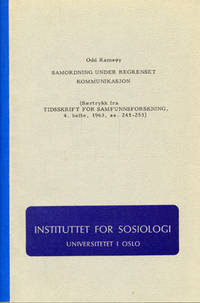 Odd Ramsøy
SAMORDNING UNDER BEGRENSET
KOMMUNIKASJON
(Særtrykk fra
TIDSSKRIFT FOR SAMFUNNSFORSKNING,
4. hefte, 1963, ss. 241-253)
INSTITUTTET FOR SOSIOLOGI
UNIVERSITETET I OSLO